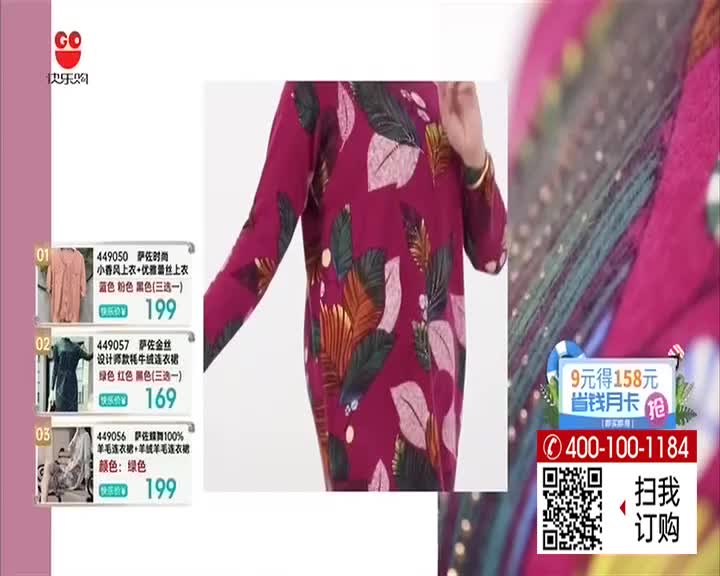 GO
快乐购
01
449050 萨佐时尚
小香风上衣+优雅蕾丝上衣
蓝色 粉色 黑色(三选一)
快乐价¥ 199
02
449057 萨佐金丝
设计师款牦牛绒连衣裙
绿色 红色 黑色(三选一)
快乐价¥ 169
03
449056 萨佐蝶舞100%
羊毛连衣裙+羊绒羊毛连衣裙
颜色：绿色
快乐价¥ 199
9元得158元
省钱月卡
抢
400-100-1184
扫我
订购